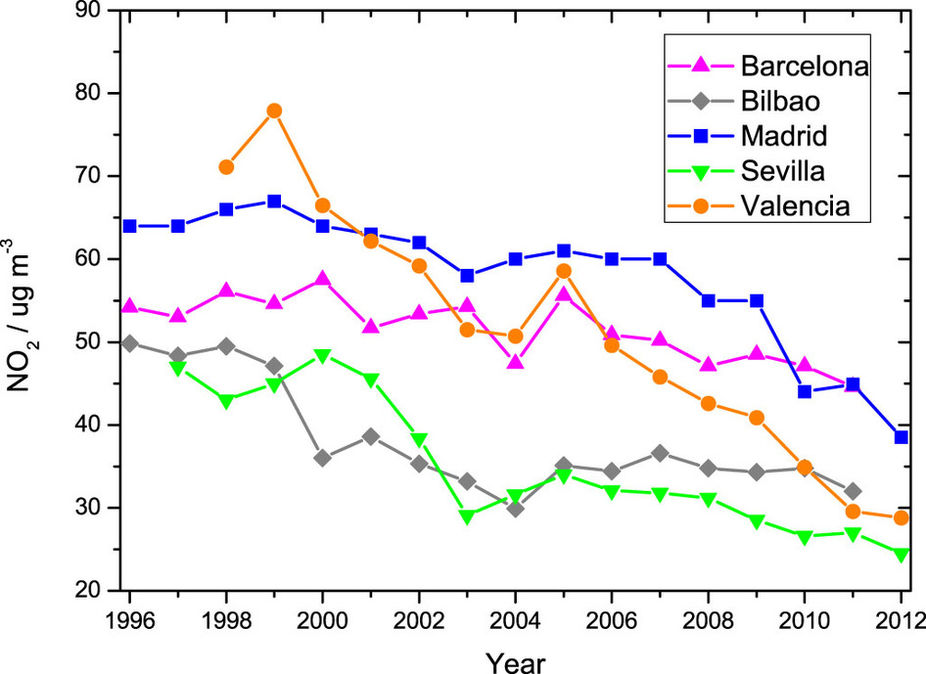 90
80
70
60
50
40
30
20
NO2 / ug m-3
Barcelona
Bilbao
Madrid
Sevilla
Valencia
1996 1998 2000 2002 2004 2006 2008 2010 2012
Year